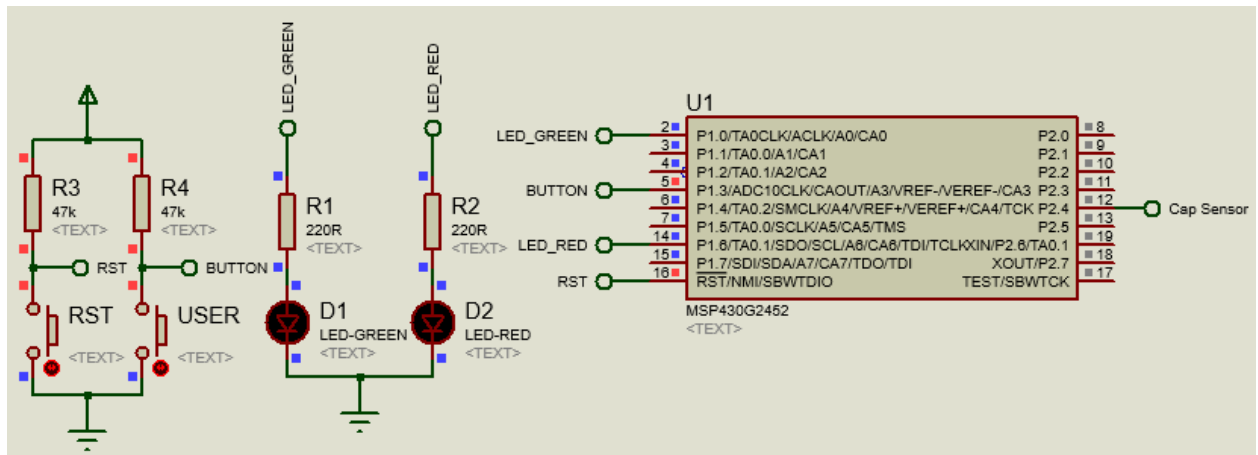 R3
47k
<TEXT>
R4
47k
<TEXT>
RST
BUTTON
RST
<TEXT>
USER
<TEXT>
LED_GREEN
LED_RED
R1
220R
<TEXT>
R2
220R
<TEXT>
D1
LED-GREEN
<TEXT>
D2
LED-RED
<TEXT>
U1
LED_GREEN
BUTTON
LED_RED
RST
2 P1.0/TA0CLK/ACLK/A0/CA0 P2.0 8
3 P1.1/TA0.0/A1/CA1 P2.1 9
4 P1.2/TA0.1/A2/CA2 P2.2 10
5 P1.3/ADC10CLK/CAOUT/A3/VREF-/VEREF-/CA3 P2.3 11
6 P1.4/TA0.2/SMCLK/A4/VREF+/VEREF+/CA4/TCK P2.4 12
7 P1.5/TA0.0/SCLK/A5/CA5/TMS P2.5 13
14 P1.6/TA0.1/SDO/SCL/A6/CA6/TDI/TCLKXIN/P2.6/TA0.1 19
15 P1.7/SDI/SDA/A7/CA7/TDO/TDI XOUT/P2.7 18
16 RST/NMI/SBWTDIO TEST/SBWTCK 17
Cap Sensor
MSP430G2452
<TEXT>